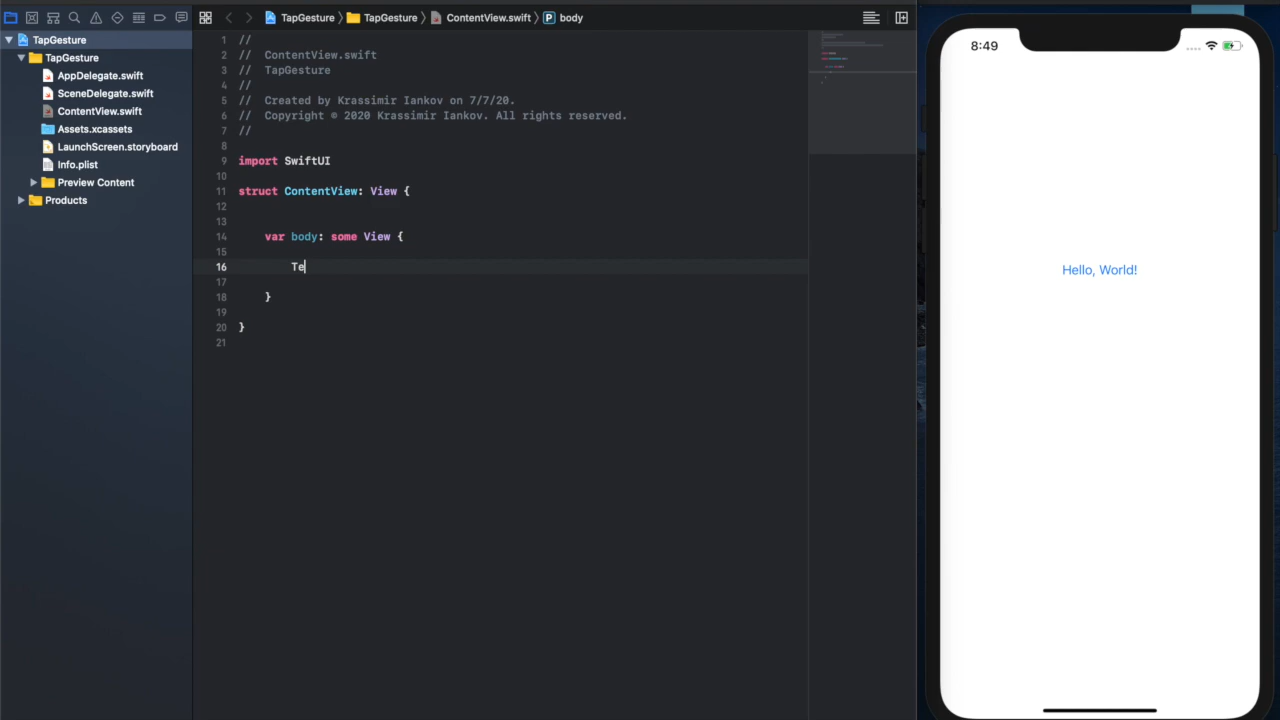 TapGesture
TapGesture
AppDelegate.swift
SceneDelegate.swift
ContentView.swift
Assets.xcassets
LaunchScreen.storyboard
Info.plist
Preview Content
Products
TapGesture 〉 TapGesture 〉 ContentView.swift 〉 P body
1 //
2 //  ContentView.swift
3 //  TapGesture
4 //
5 //  Created by Krassimir Iankov on 7/7/20.
6 //  Copyright © 2020 Krassimir Iankov. All rights reserved.
7 //
8
9 import SwiftUI
10
11 struct ContentView: View {
12
13
14     var body: some View {
15
16         Te
17
18     }
19
20 }
21
8:49
Hello, World!